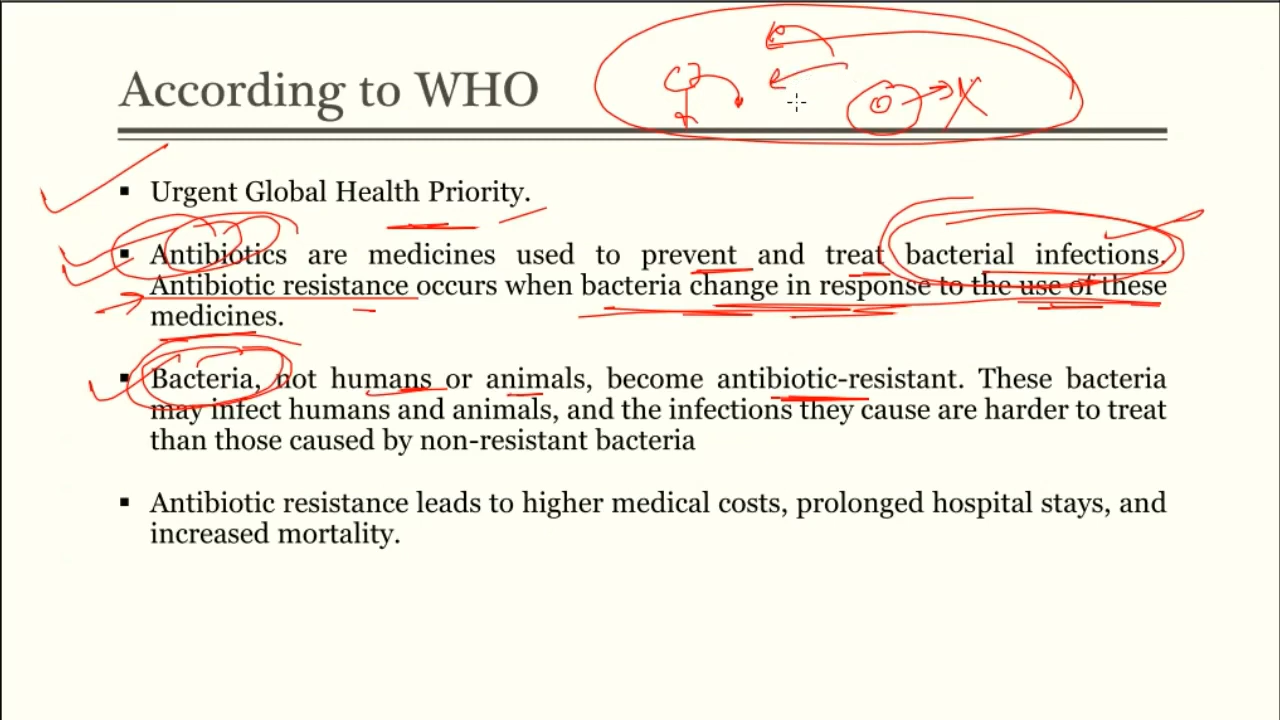 According to WHO
▪ Urgent Global Health Priority.
▪ Antibiotics are medicines used to prevent and treat bacterial infections.
Antibiotic resistance occurs when bacteria change in response to the use of these
medicines.
▪ Bacteria, not humans or animals, become antibiotic-resistant. These bacteria
may infect humans and animals, and the infections they cause are harder to treat
than those caused by non-resistant bacteria
▪ Antibiotic resistance leads to higher medical costs, prolonged hospital stays, and
increased mortality.